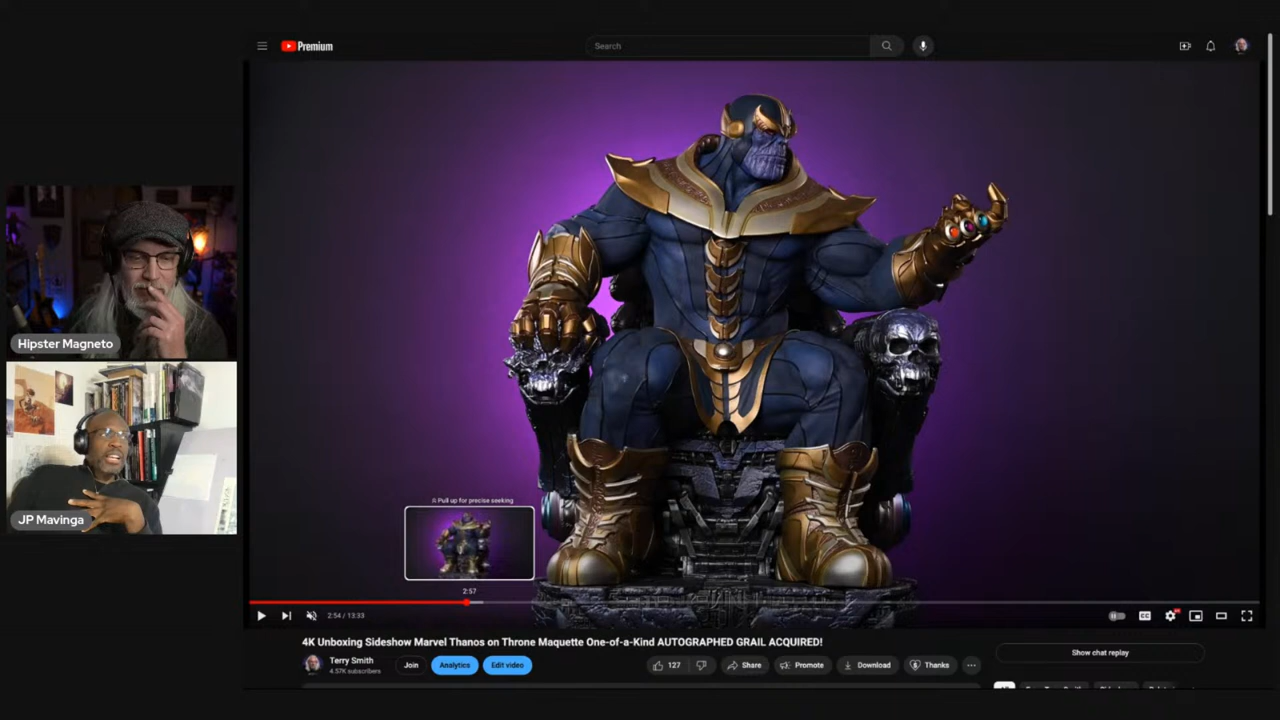 Premium
Search
Hipster Magneto
JP Mavinga
Pull up for precise seeking
2:57
2:54 / 13:33
CC
4K Unboxing Sideshow Marvel Thanos on Throne Maquette One-of-a-Kind AUTOGRAPHED GRAIL ACQUIRED!
Terry Smith
4.57K subscribers
Join
Analytics
Edit video
127
Share
Promote
Download
Thanks
Show chat replay